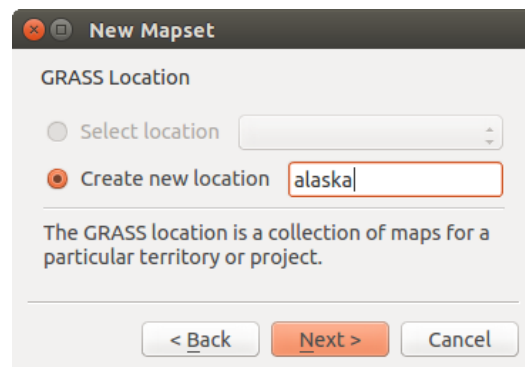 New Mapset
GRASS Location
Select location
Create new location alaska
The GRASS location is a collection of maps for a
particular territory or project.
< Back Next > Cancel